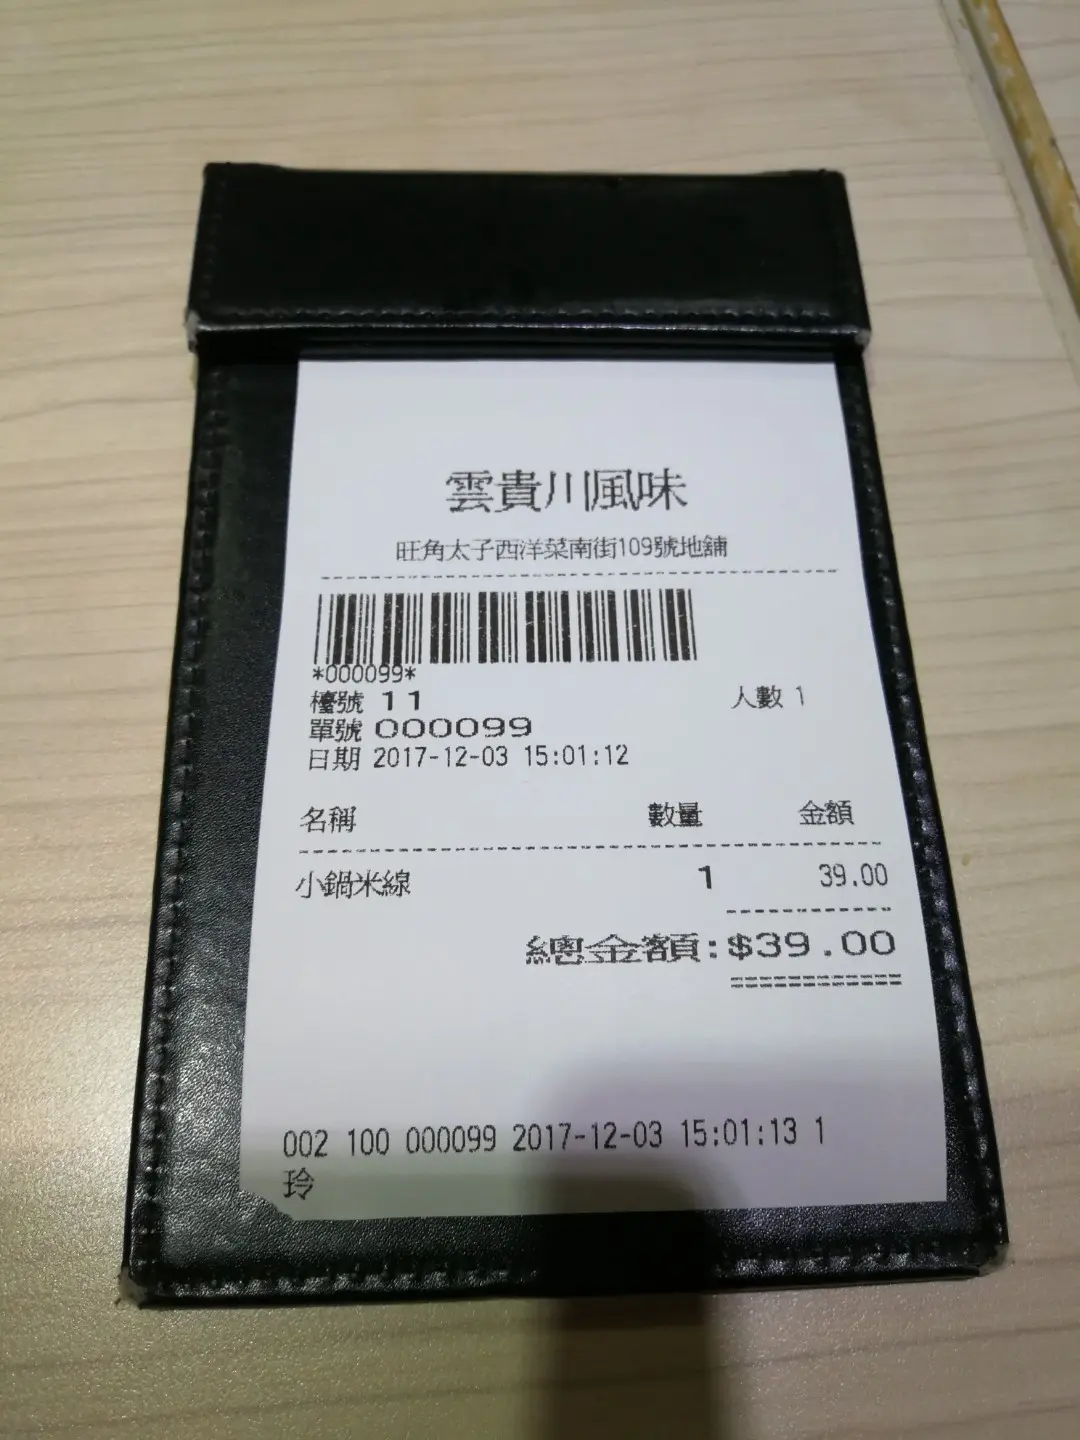 雲貴川風味
旺角太子西洋菜南街109號地舖
*000099*
檯號 11 人數 1
單號 000099
日期 2017-12-03 15:01:12
名稱 數量 金額
小鍋米線 1 39.00
總金額:$39.00
002 100 000099 2017-12-03 15:01:13 1
玲